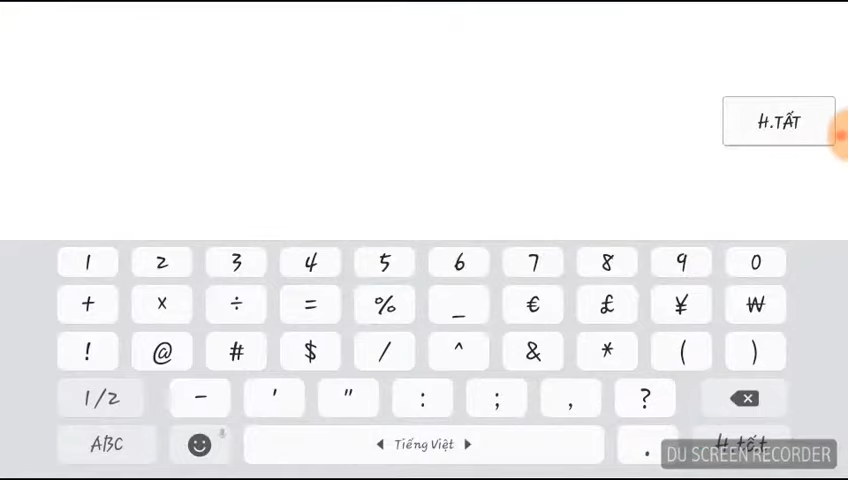 H.TẤT
1 2 3 4 5 6 7 8 9 0
+ × ÷ = % _ € £ ¥ ₩
! @ # $ / ^ & * ( )
1/2 - ' " : ; , ?
ABC Tiếng Việt . H.tất
DU SCREEN RECORDER